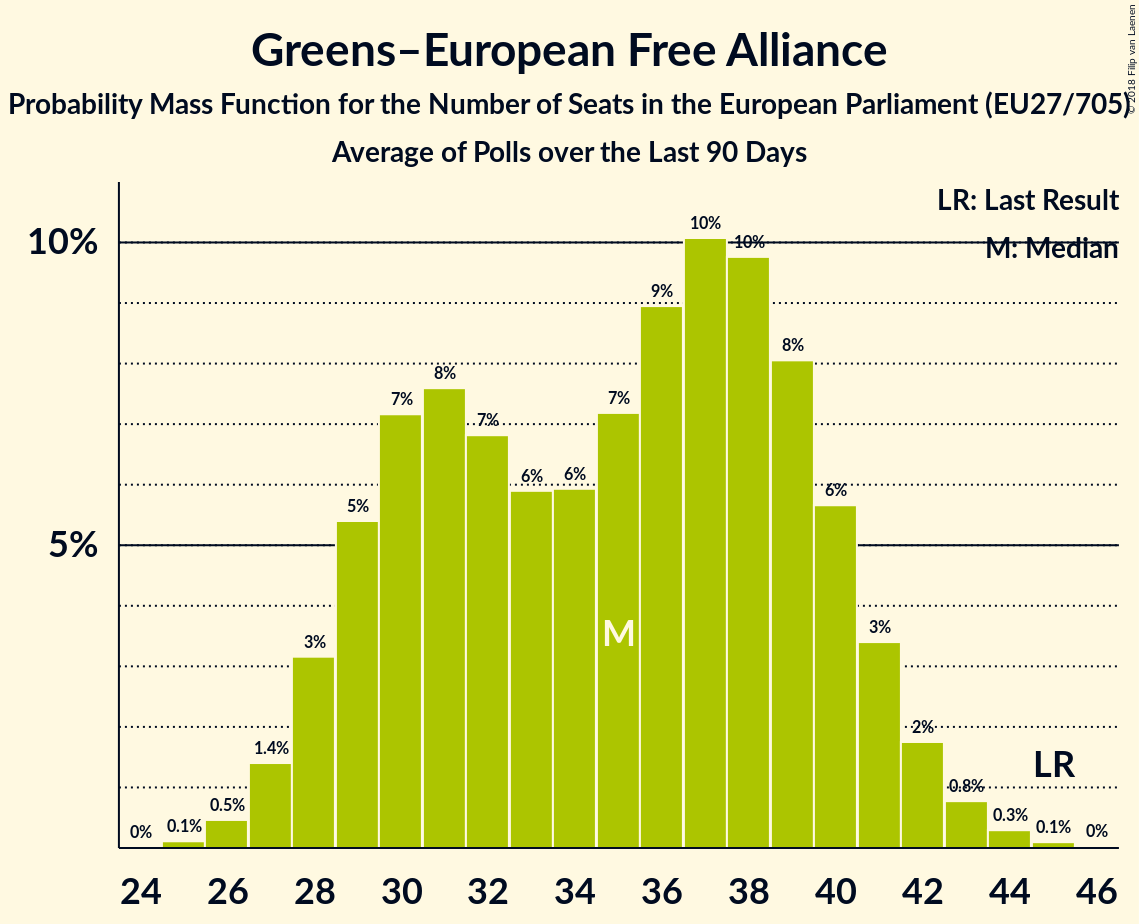 Greens–European Free Alliance
Probability Mass Function for the Number of Seats in the European Parliament (EU27/705)
Average of Polls over the Last 90 Days
© 2018 Filip van Laenen
LR: Last Result
M: Median
10%
5%
0%
0.1%
0.5%
1.4%
3%
5%
7%
8%
7%
6%
6%
7%
9%
10%
10%
8%
6%
3%
2%
0.8%
0.3%
0.1%
0%
M
LR
24 26 28 30 32 34 36 38 40 42 44 46